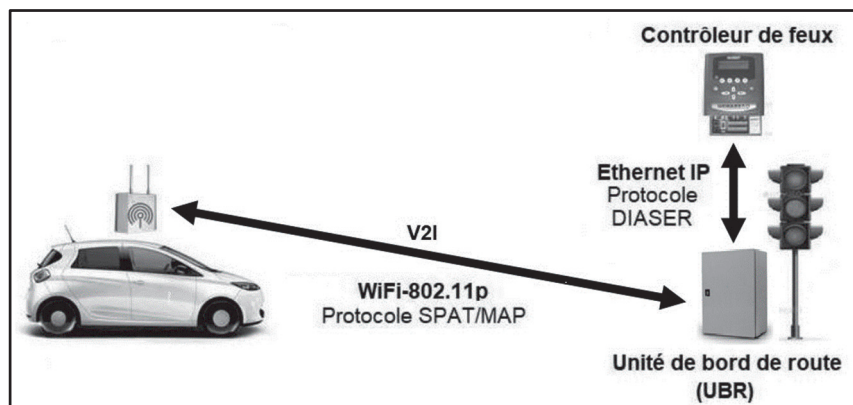 Contrôleur de feux
Ethernet IP
Protocole
DIASER
V2I
WiFi-802.11p
Protocole SPAT/MAP
Unité de bord de route
(UBR)